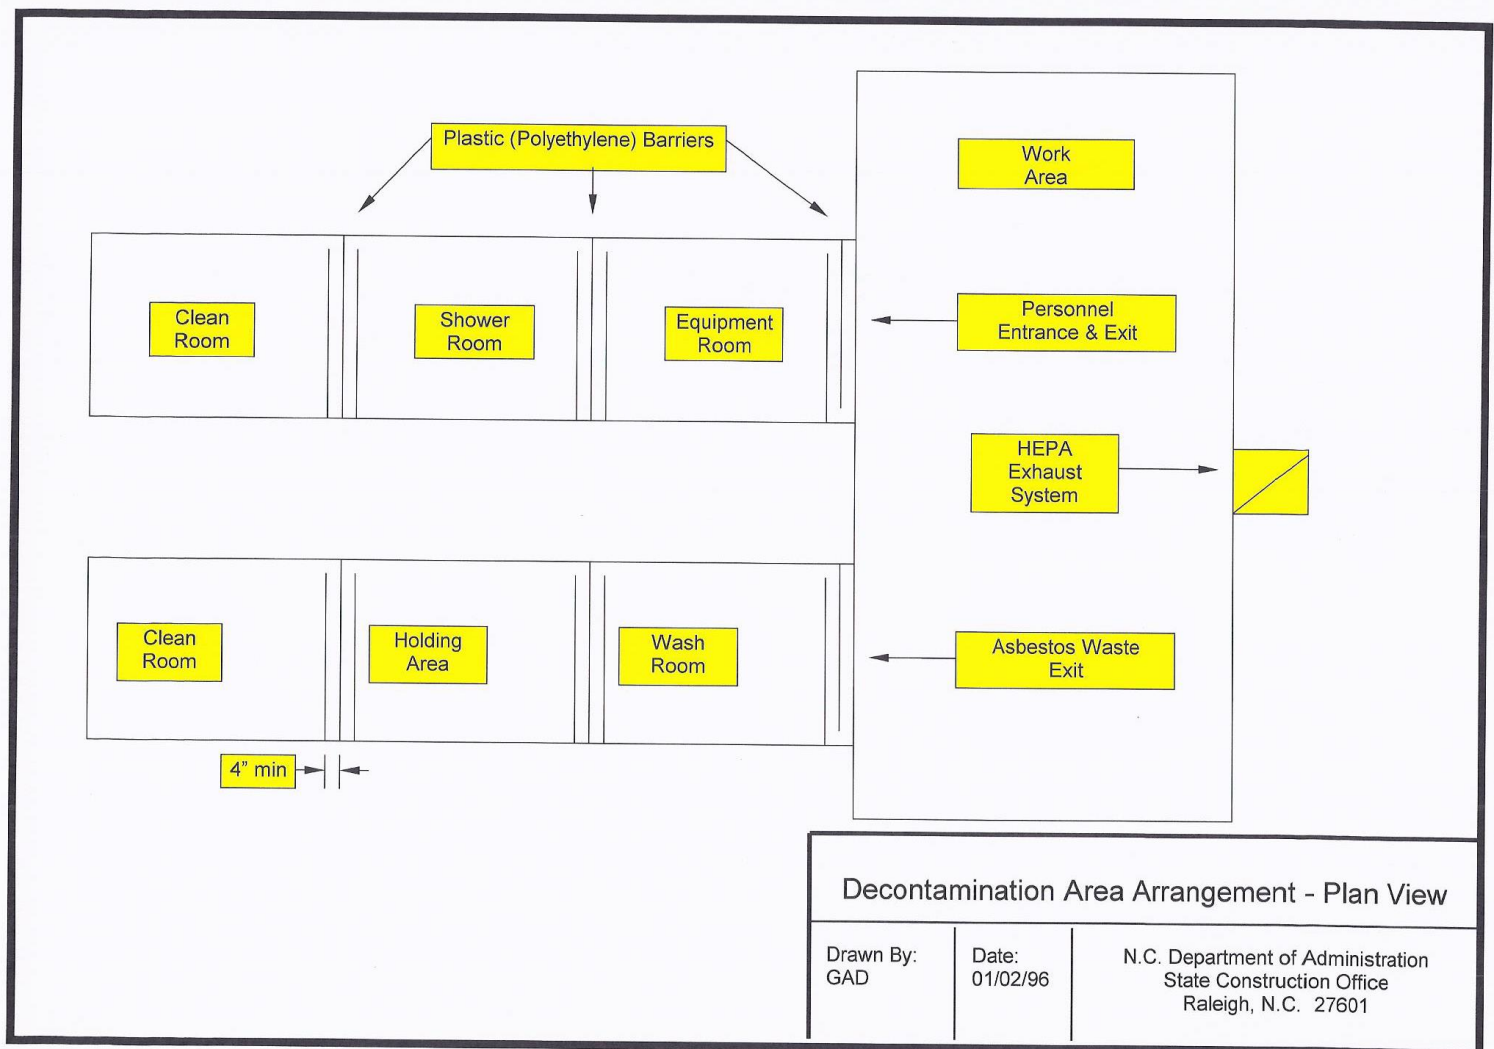 Plastic (Polyethylene) Barriers
Work
Area
Clean
Room
Shower
Room
Equipment
Room
Personnel
Entrance & Exit
HEPA
Exhaust
System
Clean
Room
Holding
Area
Wash
Room
Asbestos Waste
Exit
4” min
Decontamination Area Arrangement - Plan View
Drawn By:
GAD
Date:
01/02/96
N.C. Department of Administration
State Construction Office
Raleigh, N.C. 27601